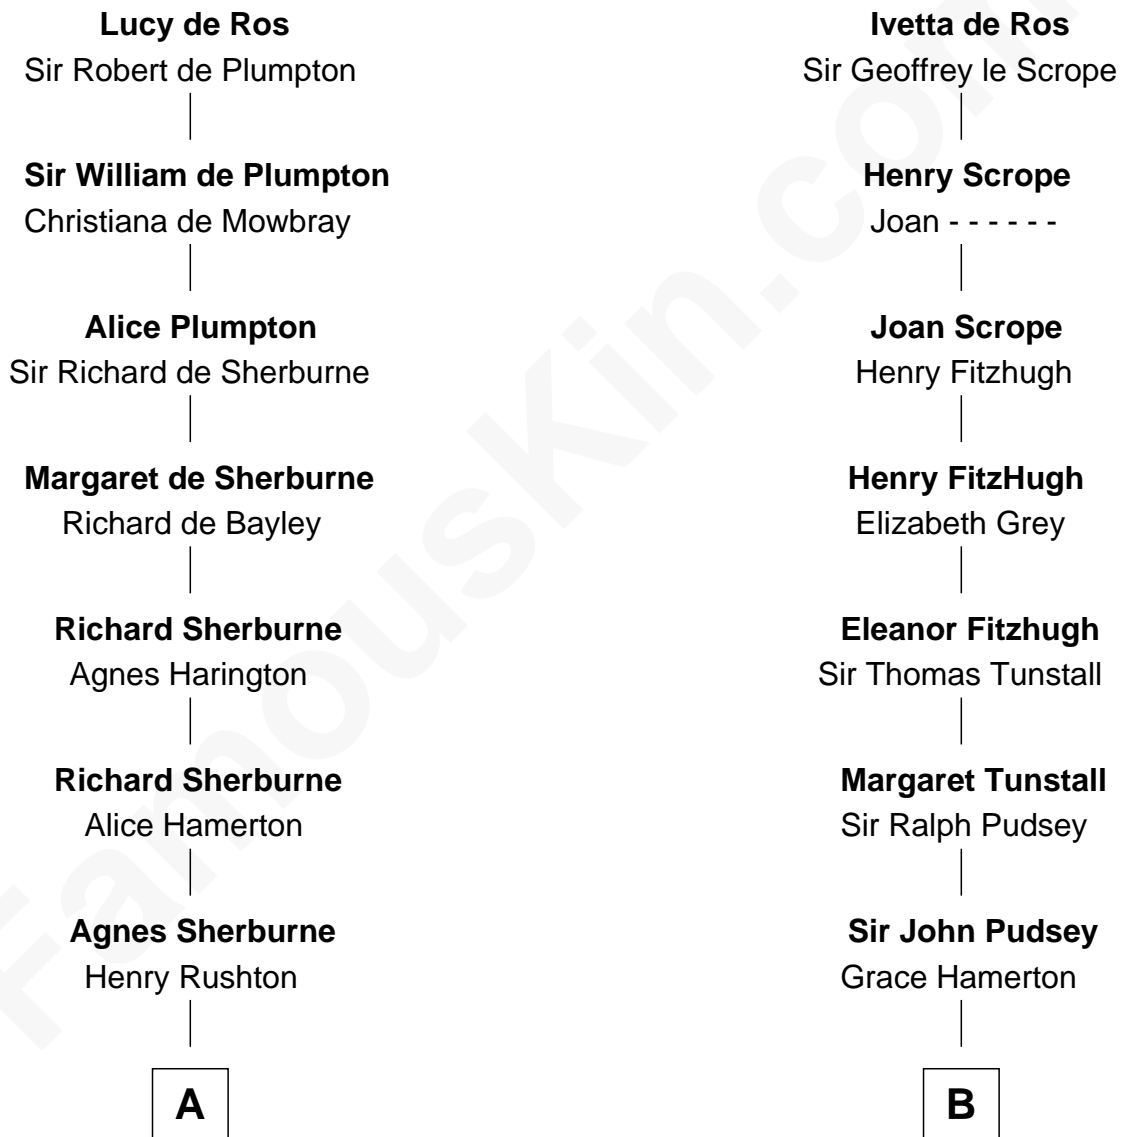 Lucy de Ros
Sir Robert de Plumpton
Sir William de Plumpton
Christiana de Mowbray
Alice Plumpton
Sir Richard de Sherburne
Margaret de Sherburne
Richard de Bayley
Richard Sherburne
Agnes Harington
Richard Sherburne
Alice Hamerton
Agnes Sherburne
Henry Rushton
A
Ivetta de Ros
Sir Geoffrey le Scrope
Henry Scrope
Joan - - - - - -
Joan Scrope
Henry Fitzhugh
Henry FitzHugh
Elizabeth Grey
Eleanor Fitzhugh
Sir Thomas Tunstall
Margaret Tunstall
Sir Ralph Pudsey
Sir John Pudsey
Grace Hamerton
B
FamousKin.com